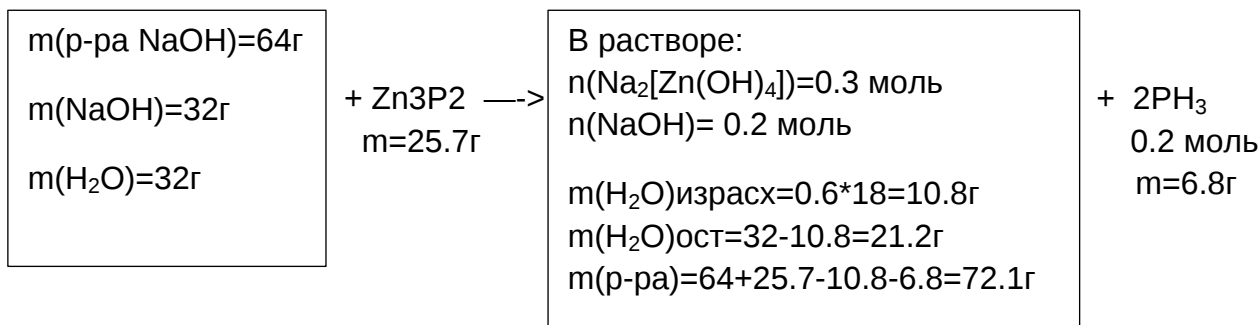 m(р-ра NaOH)=64г
m(NaOH)=32г
m(H₂O)=32г
+ Zn3P2 —->
m=25.7г
В растворе:
n(Na₂[Zn(OH)₄])=0.3 моль
n(NaOH)= 0.2 моль
m(H₂O)израсх=0.6*18=10.8г
m(H₂O)ост=32-10.8=21.2г
m(р-ра)=64+25.7-10.8-6.8=72.1г
+ 2PH₃
0.2 моль
m=6.8г